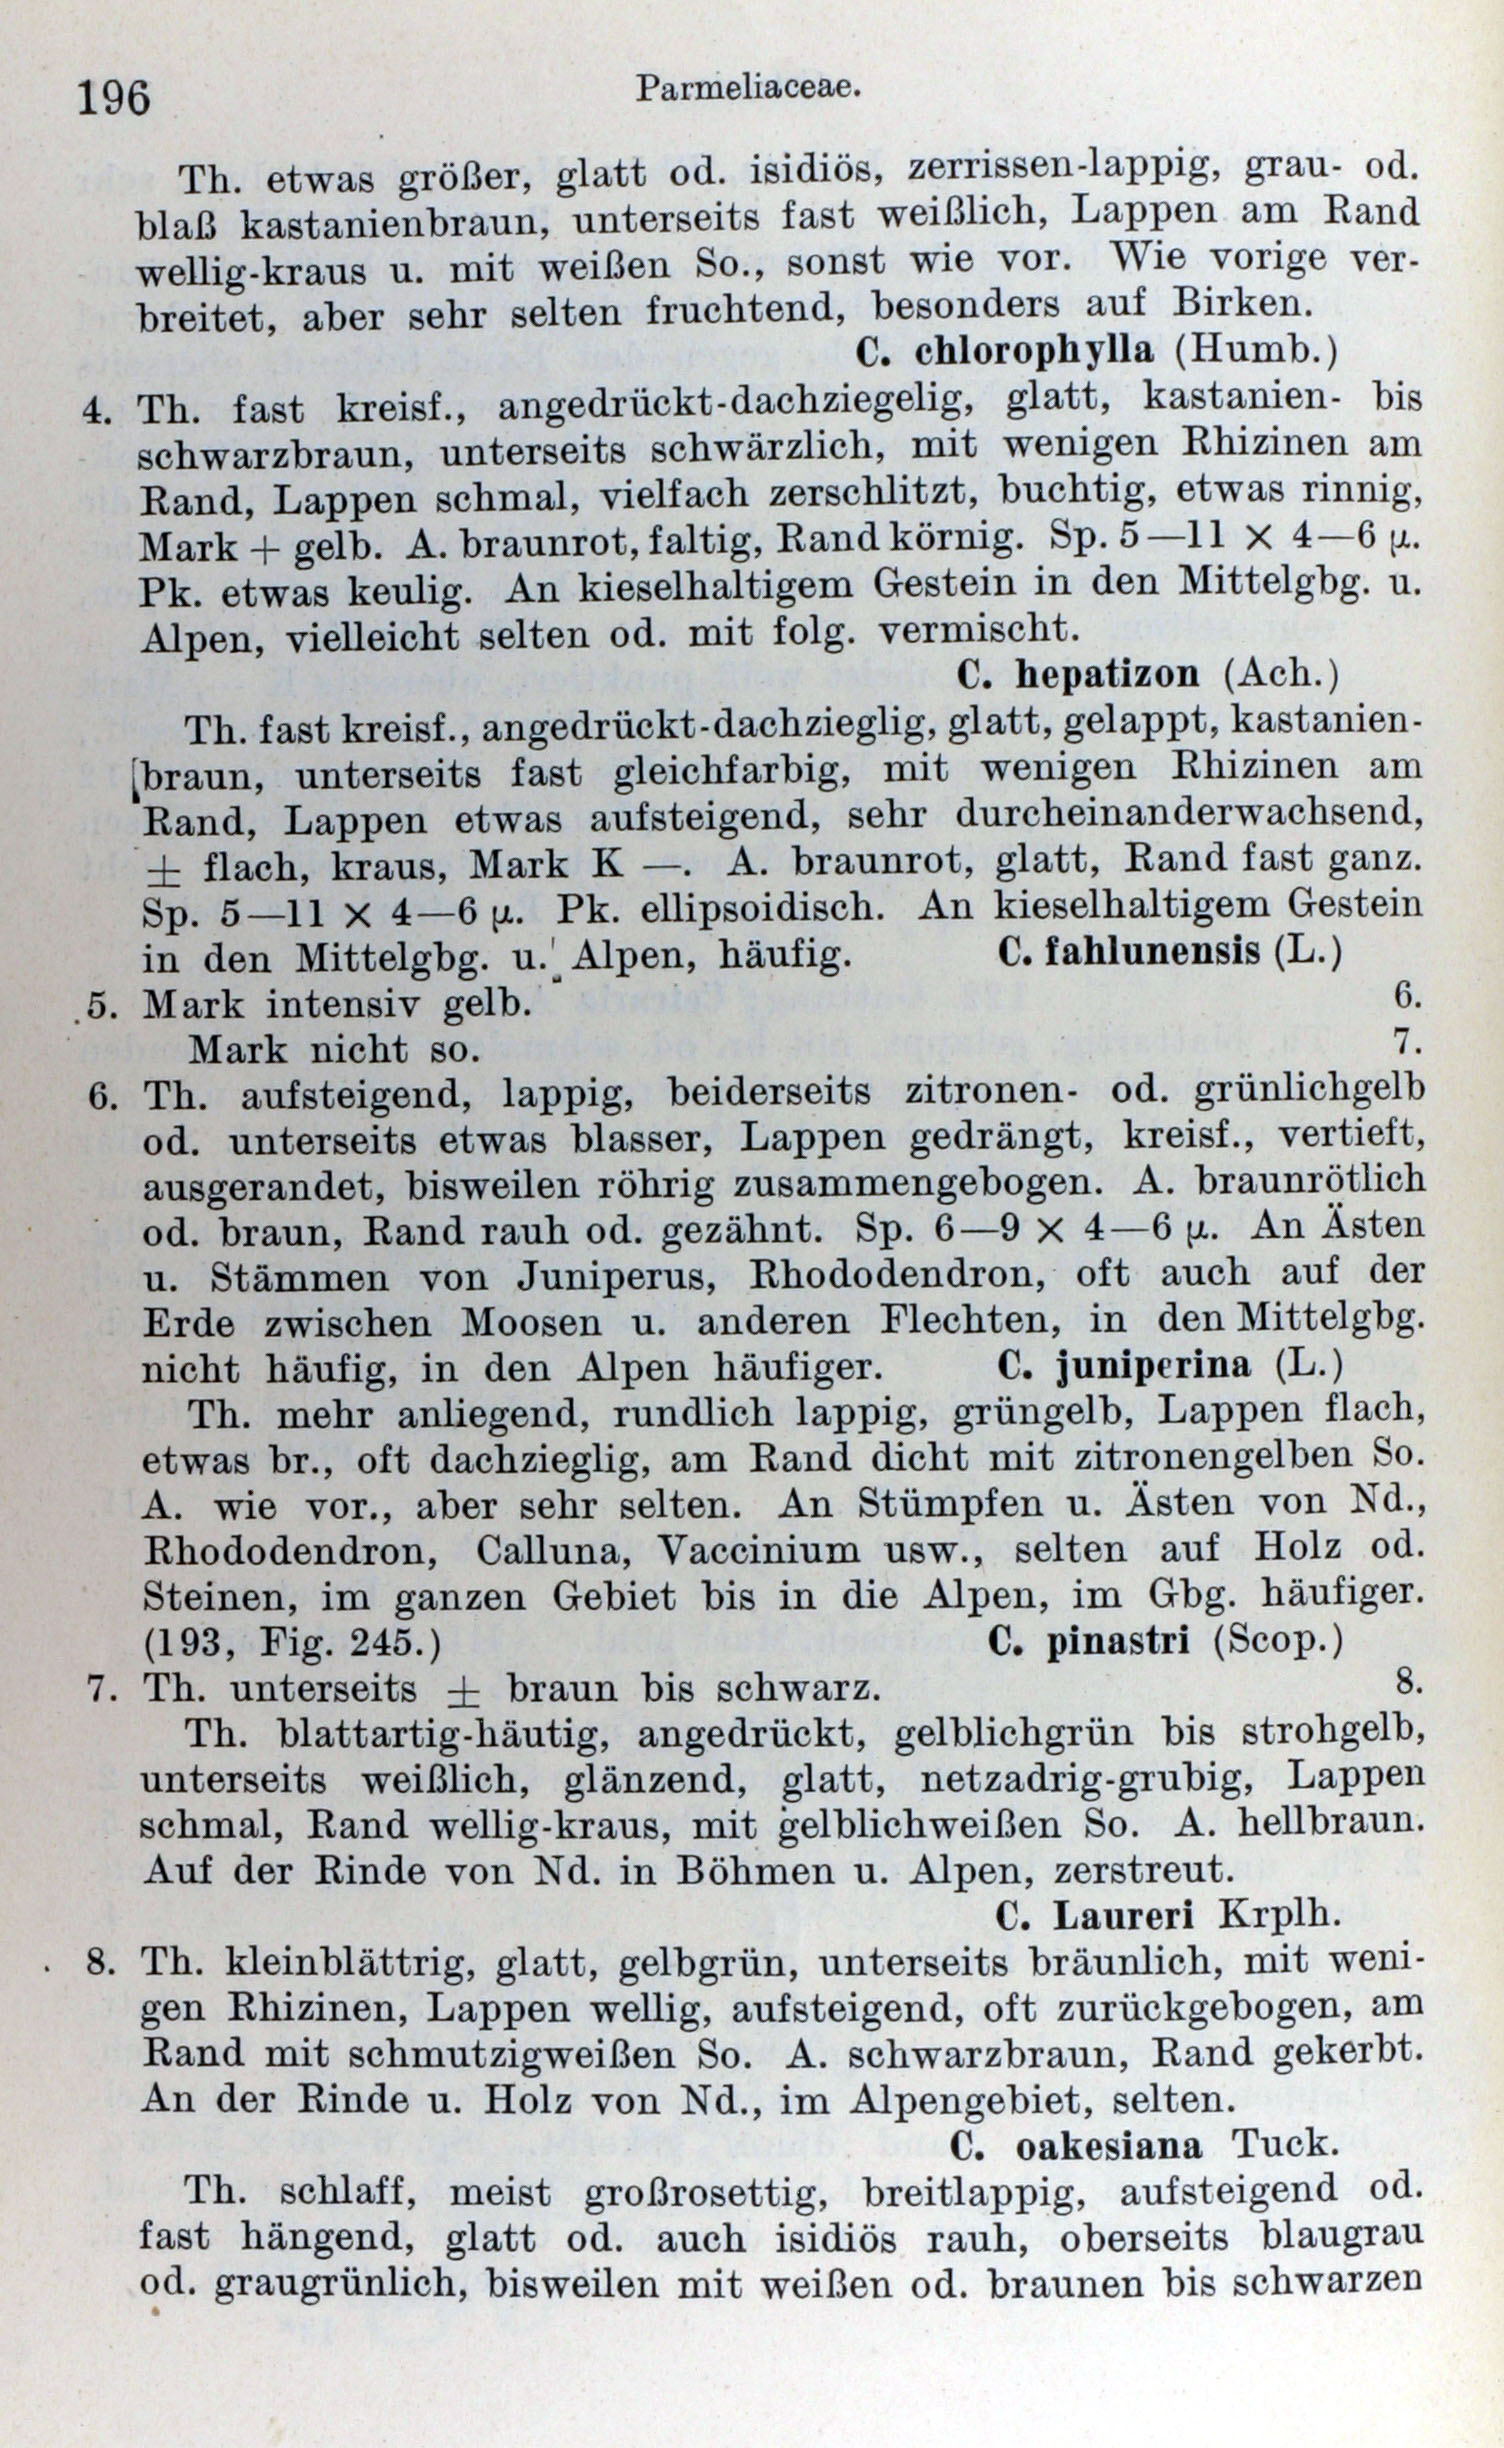 196
Parmeliaceae.
Th. etwas größer, glatt od. isidiös, zerrissen-lappig, grau- od.
blaß kastanienbraun, unterseits fast weißlich, Lappen am Rand
wellig-kraus u. mit weißen So., sonst wie vor. Wie vorige ver-
breitet, aber sehr selten fruchtend, besonders auf Birken.
C. chlorophylla (Humb.)
4. Th. fast kreisf., angedrückt-dachziegelig, glatt, kastanien- bis
schwarzbraun, unterseits schwärzlich, mit wenigen Rhizinen am
Rand, Lappen schmal, vielfach zerschlitzt, buchtig, etwas rinnig,
Mark + gelb. A. braunrot, faltig, Rand körnig. Sp. 5—11 × 4—6 μ.
Pk. etwas keulig. An kieselhaltigem Gestein in den Mittelgbg. u.
Alpen, vielleicht selten od. mit folg. vermischt.
C. hepatizon (Ach.)
Th. fast kreisf., angedrückt-dachzieglig, glatt, gelappt, kastanien-
braun, unterseits fast gleichfarbig, mit wenigen Rhizinen am
Rand, Lappen etwas aufsteigend, sehr durcheinanderwachsend,
± flach, kraus, Mark K —. A. braunrot, glatt, Rand fast ganz.
Sp. 5—11 × 4—6 μ. Pk. ellipsoidisch. An kieselhaltigem Gestein
in den Mittelgbg. u. Alpen, häufig. C. fahlunensis (L.)
5. Mark intensiv gelb. 6.
Mark nicht so. 7.
6. Th. aufsteigend, lappig, beiderseits zitronen- od. grünlichgelb
od. unterseits etwas blasser, Lappen gedrängt, kreisf., vertieft,
ausgerandet, bisweilen röhrig zusammengebogen. A. braunrötlich
od. braun, Rand rauh od. gezähnt. Sp. 6—9 × 4—6 μ. An Ästen
u. Stämmen von Juniperus, Rhododendron, oft auch auf der
Erde zwischen Moosen u. anderen Flechten, in den Mittelgbg.
nicht häufig, in den Alpen häufiger. C. juniperina (L.)
Th. mehr anliegend, rundlich lappig, grüngelb, Lappen flach,
etwas br., oft dachzieglig, am Rand dicht mit zitronengelben So.
A. wie vor., aber sehr selten. An Stümpfen u. Ästen von Nd.,
Rhododendron, Calluna, Vaccinium usw., selten auf Holz od.
Steinen, im ganzen Gebiet bis in die Alpen, im Gbg. häufiger.
(193, Fig. 245.) C. pinastri (Scop.)
7. Th. unterseits ± braun bis schwarz. 8.
Th. blattartig-häutig, angedrückt, gelblichgrün bis strohgelb,
unterseits weißlich, glänzend, glatt, netzadrig-grubig, Lappen
schmal, Rand wellig-kraus, mit gelblichweißen So. A. hellbraun.
Auf der Rinde von Nd. in Böhmen u. Alpen, zerstreut.
C. Laureri Krplh.
8. Th. kleinblättrig, glatt, gelbgrün, unterseits bräunlich, mit weni-
gen Rhizinen, Lappen wellig, aufsteigend, oft zurückgebogen, am
Rand mit schmutzigweißen So. A. schwarzbraun, Rand gekerbt.
An der Rinde u. Holz von Nd., im Alpengebiet, selten.
C. oakesiana Tuck.
Th. schlaff, meist großrosettig, breitlappig, aufsteigend od.
fast hängend, glatt od. auch isidiös rauh, oberseits blaugrau
od. graugrünlich, bisweilen mit weißen od. braunen bis schwarzen